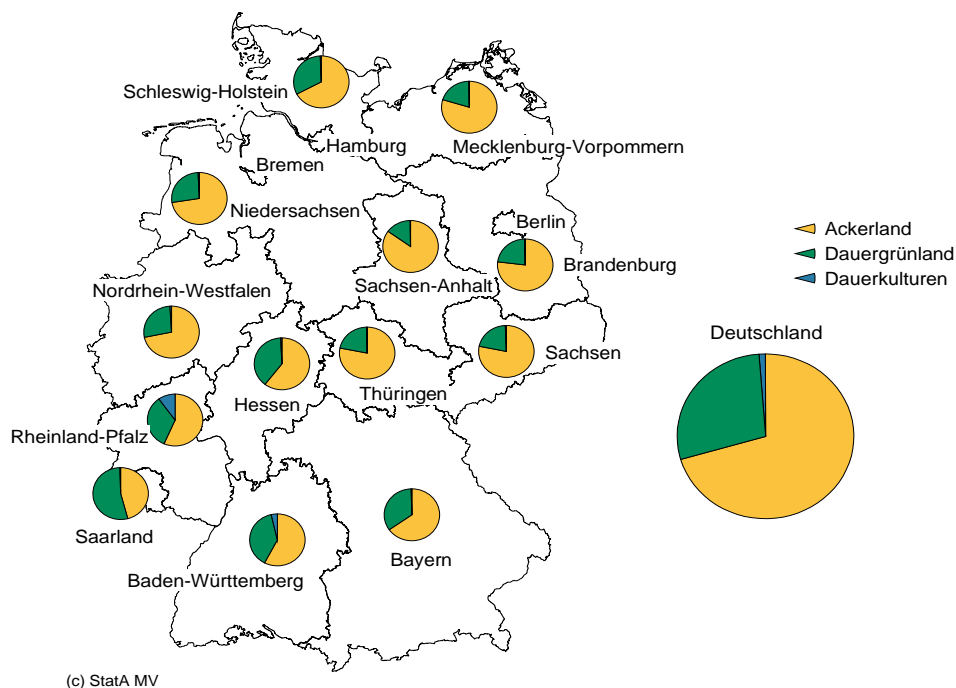 Schleswig-Holstein
Mecklenburg-Vorpommern
Hamburg
Bremen
Niedersachsen
Berlin
Brandenburg
Sachsen-Anhalt
Nordrhein-Westfalen
Sachsen
Thüringen
Hessen
Rheinland-Pfalz
Saarland
Bayern
Baden-Württemberg
Ackerland
Dauergrünland
Dauerkulturen
Deutschland
(c) StatA MV